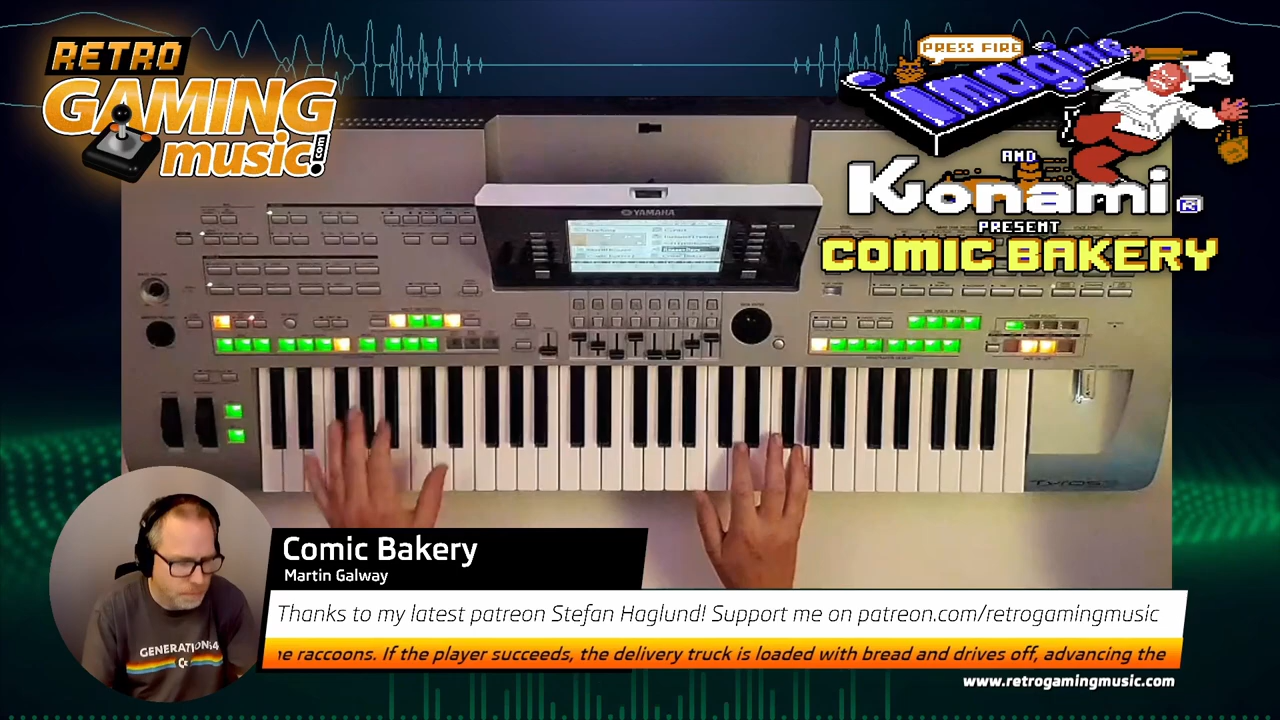 RETRO
GAMING
music!
.com
PRESS FIRE
Imagine
AND
Konami
R
PRESENT
COMIC BAKERY
YAMAHA
TYROS
Comic Bakery
Martin Galway
Thanks to my latest patreon Stefan Haglund! Support me on patreon.com/retrogamingmusic
GENERATION64
C
e raccoons. If the player succeeds, the delivery truck is loaded with bread and drives off, advancing the
www.retrogamingmusic.com